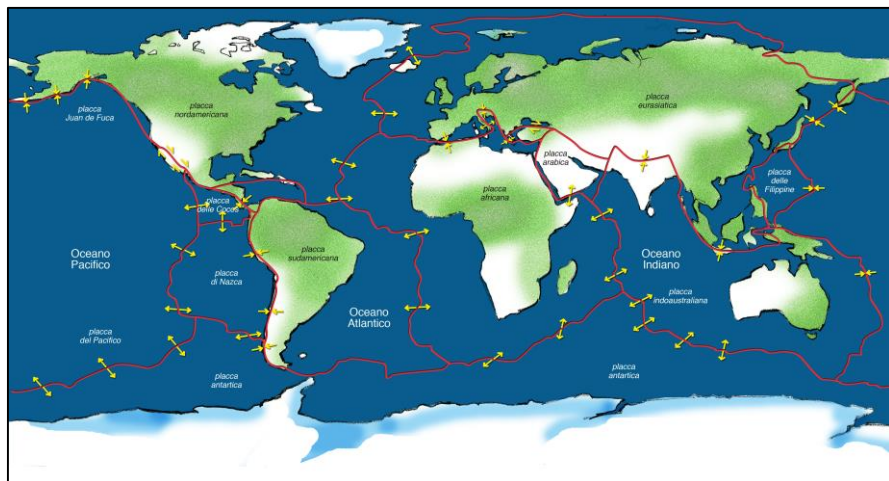 placca
Juan de Fuca
placca
nordamericana
placca
eurasiatica
placca
arabica
placca
delle
Filippine
placca
africana
placca
delle Cocos
placca
sudamericana
Oceano
Pacifico
placca
di Nazca
Oceano
Atlantico
Oceano
Indiano
placca
indoaustraliana
placca
del Pacifico
placca
antartica
placca
antartica